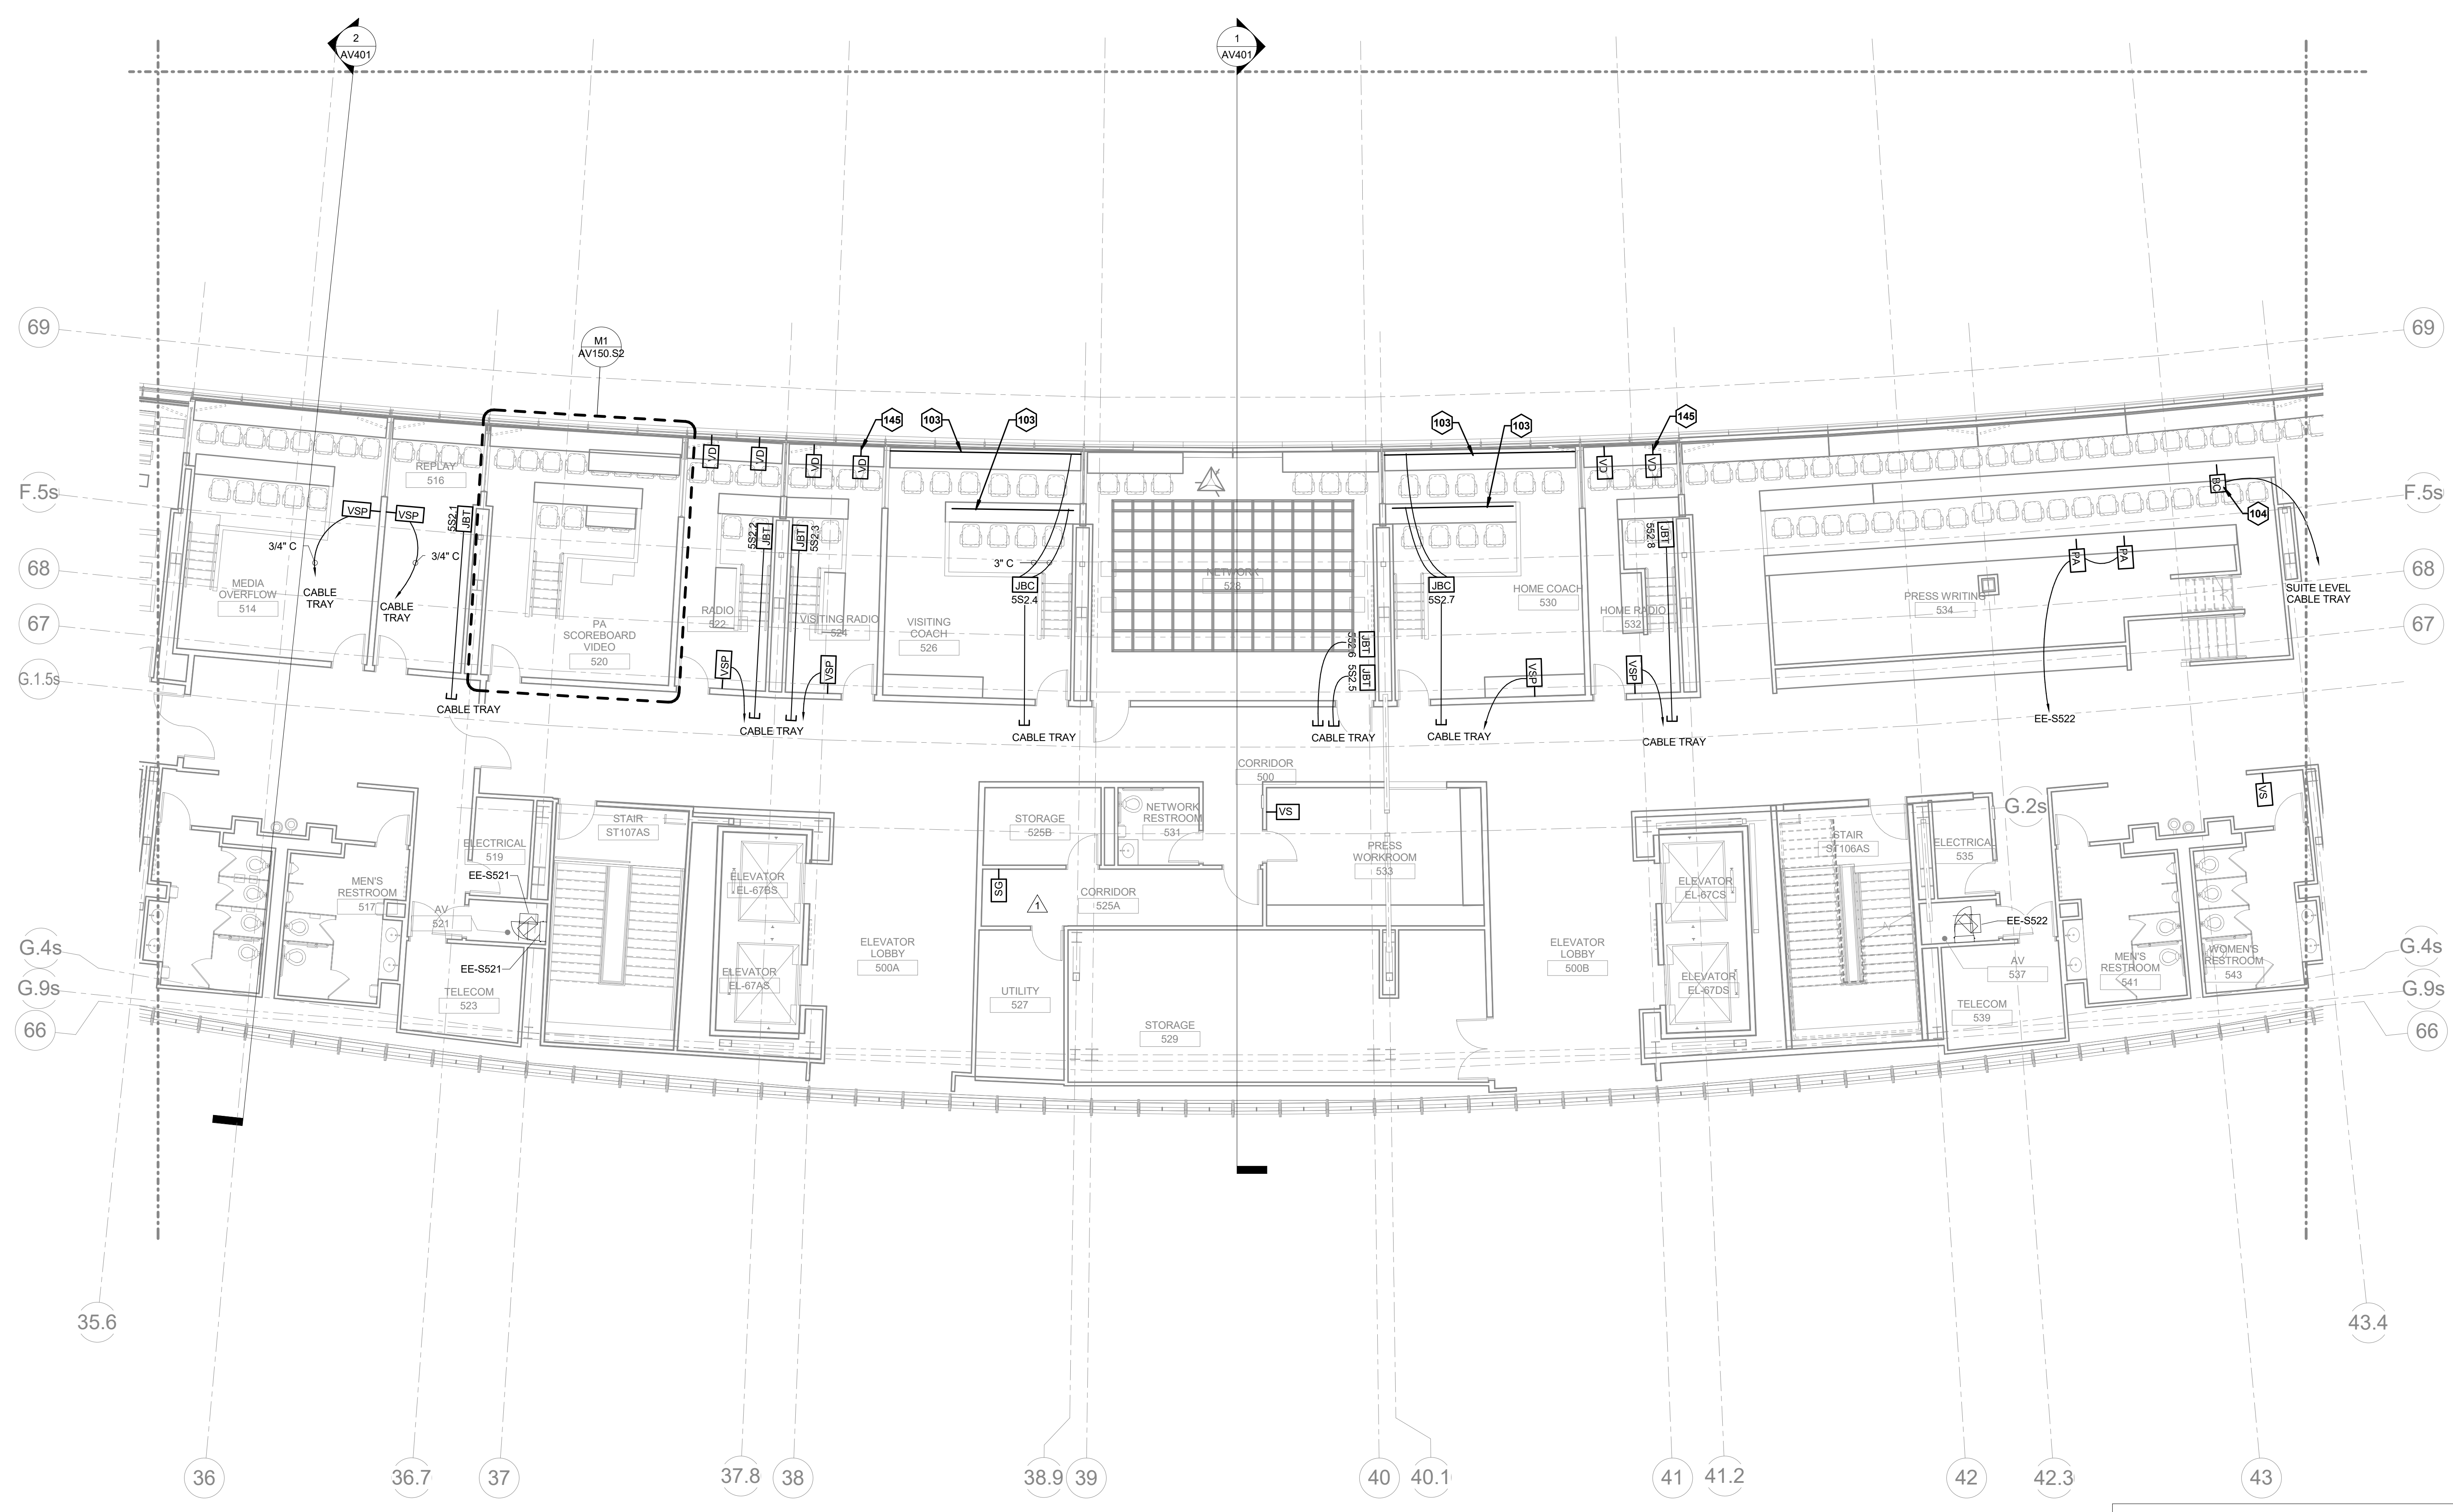 2
AV401
1
AV401
69
69
M1
AV150.S2
145
103
103
103
103
145
VD
VD
VD
VD
VD
VD
REPLAY
516
F.5s
F.5s
BC
104
VSP
VSP
5S2.1
JBT
5S2.2
JBT
JBT
5S2.3
5S2.8
JBT
3/4" C
3/4" C
3" C
PA
PA
68
68
MEDIA
OVERFLOW
514
CABLE
TRAY
CABLE
TRAY
JBC
5S2.4
NETWORK
528
JBC
5S2.7
HOME COACH
530
PRESS WRITING
534
SUITE LEVEL
CABLE TRAY
67
67
PA
SCOREBOARD
VIDEO
520
RADIO
522
VISITING RADIO
524
VISITING
COACH
526
HOME RADIO
532
5S2.6
JBT
5S2.5
JBT
VSP
VSP
VSP
VSP
G.1.5s
CABLE TRAY
CABLE TRAY
CABLE TRAY
CABLE TRAY
CABLE TRAY
CABLE TRAY
EE-S522
CORRIDOR
500
VS
VS
STORAGE
525B
NETWORK
RESTROOM
531
STAIR
ST107AS
G.2s
ELECTRICAL
519
PRESS
WORKROOM
533
STAIR
ST106AS
ELECTRICAL
535
EE-S521
MEN'S
RESTROOM
517
ELEVATOR
EL-67BS
SG
1
CORRIDOR
525A
ELEVATOR
EL-67CS
AV
521
EE-S522
G.4s
G.4s
ELEVATOR
LOBBY
500A
ELEVATOR
LOBBY
500B
EE-S521
AV
537
MEN'S
RESTROOM
541
WOMEN'S
RESTROOM
543
ELEVATOR
EL-67AS
ELEVATOR
EL-67DS
G.9s
G.9s
TELECOM
523
UTILITY
527
STORAGE
529
TELECOM
539
66
66
35.6
43.4
36
36.7
37
37.8
38
38.9
39
40
40.1
41
41.2
42
42.3
43